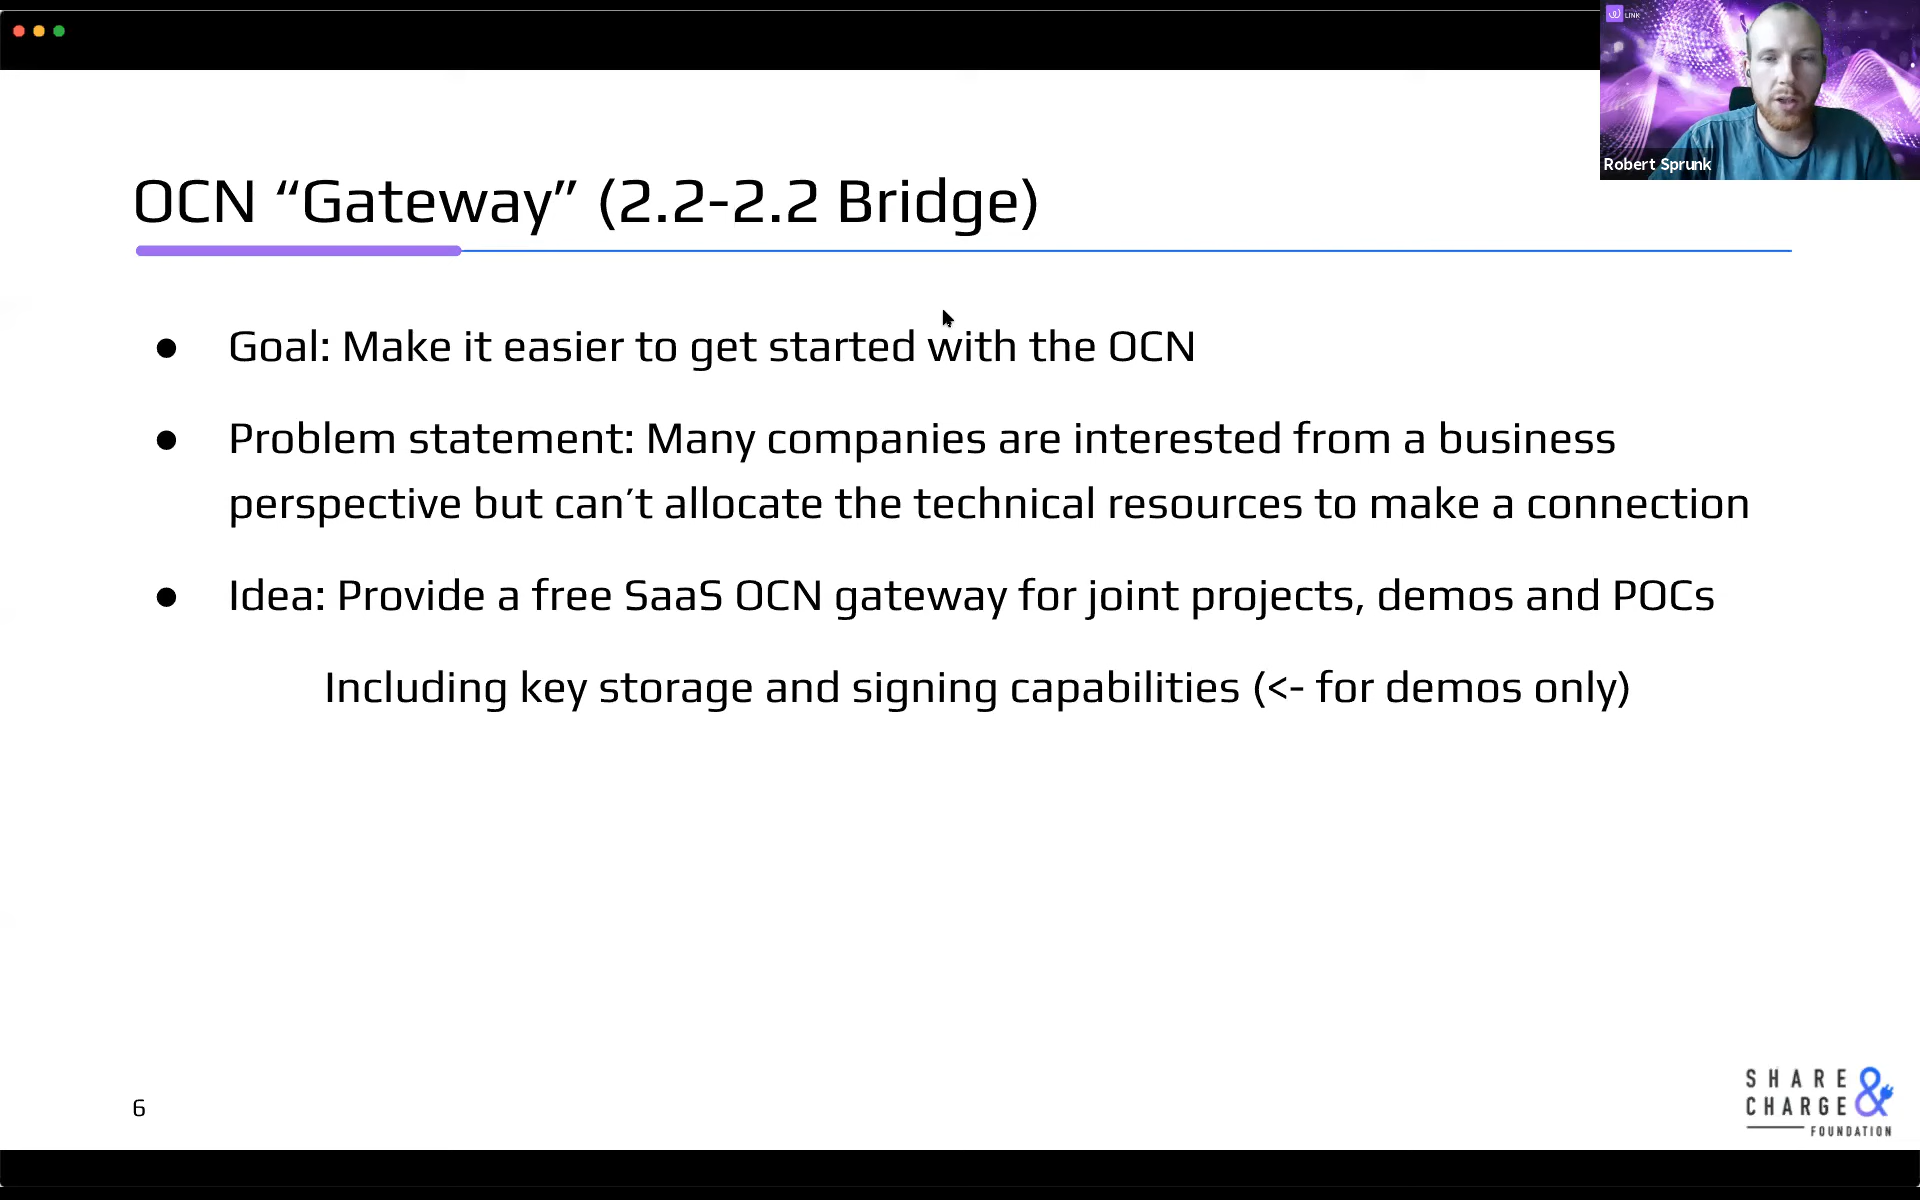 LINK
Robert Sprunk
OCN “Gateway” (2.2-2.2 Bridge)
● Goal: Make it easier to get started with the OCN
● Problem statement: Many companies are interested from a business
perspective but can´t allocate the technical resources to make a connection
● Idea: Provide a free SaaS OCN gateway for joint projects, demos and POCs
Including key storage and signing capabilities (<- for demos only)
6
SHARE &
CHARGE
FOUNDATION